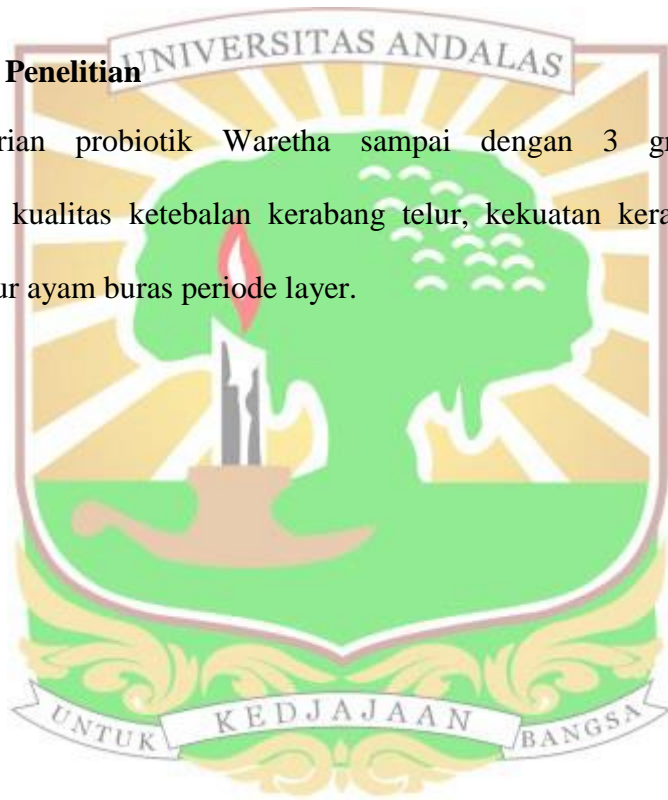 UNIVERSITAS ANDALAS
Penelitian
rian probiotik Waretha sampai dengan 3 gr
kualitas ketebalan kerabang telur, kekuatan kera
ur ayam buras periode layer.
UNTUK KEDJAJAAN BANGSA